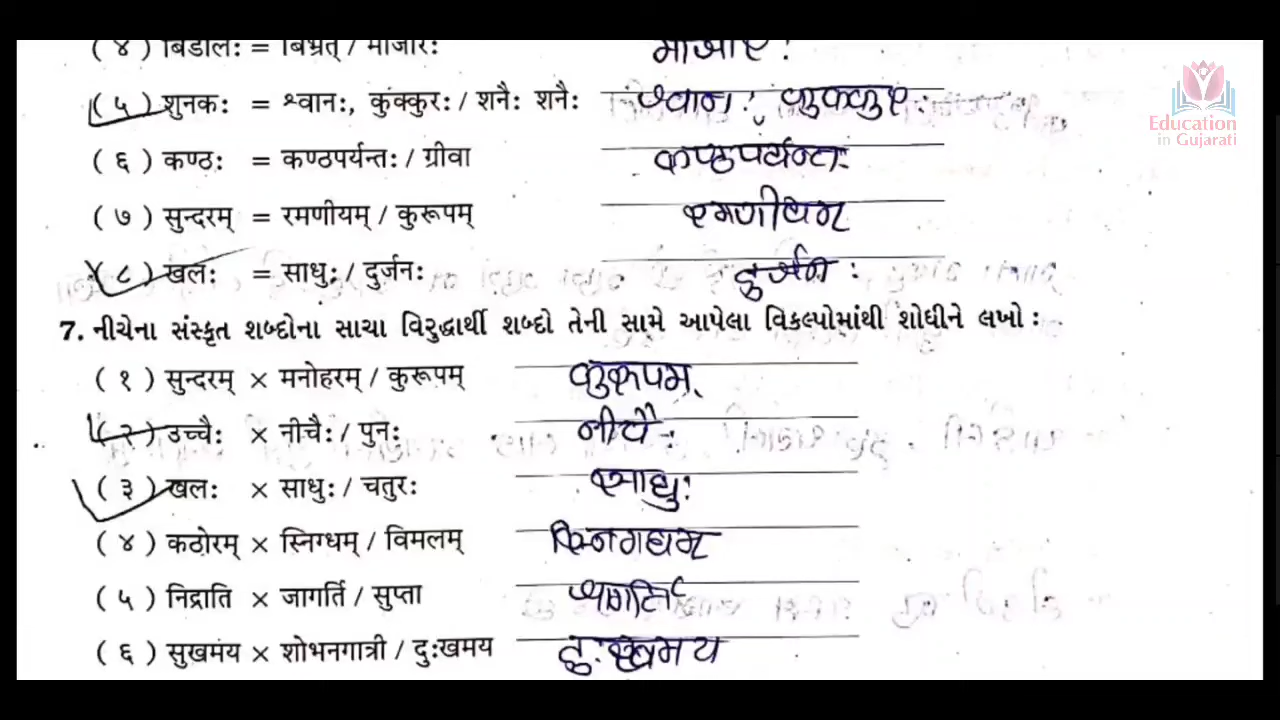 ( ४ ) बिडालः = बिभ्रत् / मार्जारः मार्जारः
( ५ ) शुनकः = श्वानः, कुक्कुरः / शनैः शनैः श्वानः, कुक्कुरः
( ६ ) कण्ठः = कण्ठपर्यन्तः / ग्रीवा कण्ठपर्यन्तः
( ७ ) सुन्दरम् = रमणीयम् / कुरूपम् रमणीयम्
( ८ ) खलः = साधुः / दुर्जनः दुर्जनः
7. નીચેના સંસ્કૃત શબ્દોના સાચા વિરુદ્ધાર્થી શબ્દો તેની સામે આપેલા વિકલ્પોમાંથી શોધીને લખો :
( १ ) सुन्दरम् × मनोहरम् / कुरूपम् कुरूपम्
( २ ) उच्चैः × नीचैः / पुनः नीचैः
( ३ ) खलः × साधुः / चतुरः साधुः
( ४ ) कठोरम् × स्निग्धम् / विमलम् स्निगधम्
( ५ ) निद्राति × जागर्ति / सुप्ता जागर्ति
( ६ ) सुखमंय × शोभनगात्री / दुःखमय दुःखमय
Education
in Gujarati